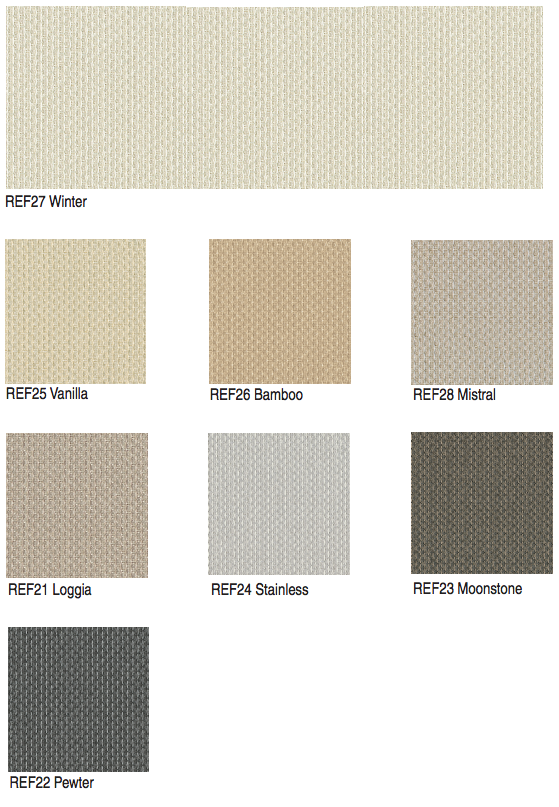 REF27 Winter
REF25 Vanilla
REF26 Bamboo
REF28 Mistral
REF21 Loggia
REF24 Stainless
REF23 Moonstone
REF22 Pewter